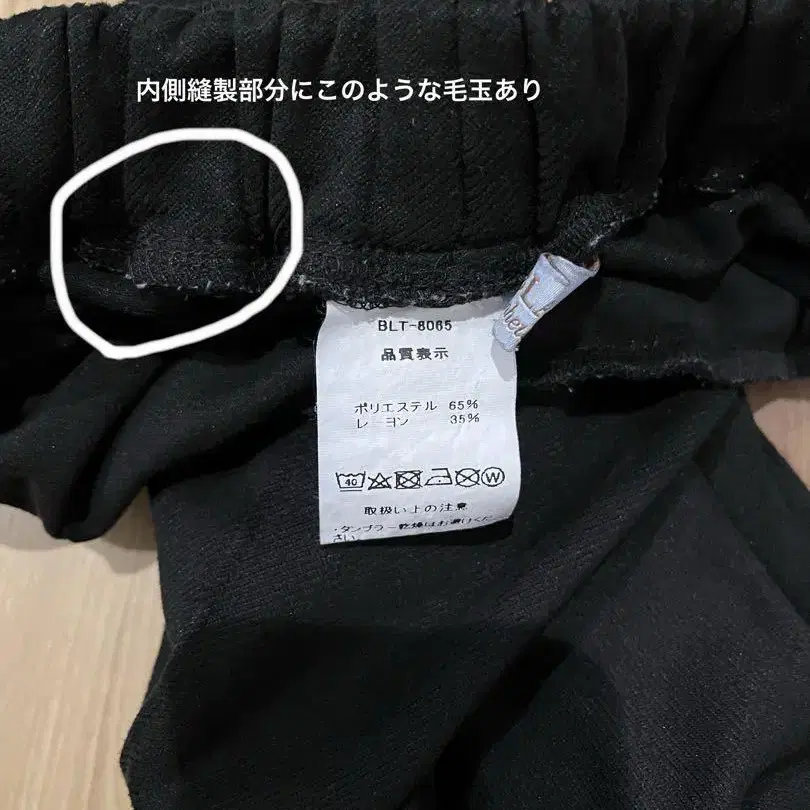 内側縫製部分にこのような毛玉あり
BLT-8065
品質表示
ポリエステル 65%
レーヨン 35%
40
W
取扱い上の注意
・タンブラー乾燥はお避けくだ
さい